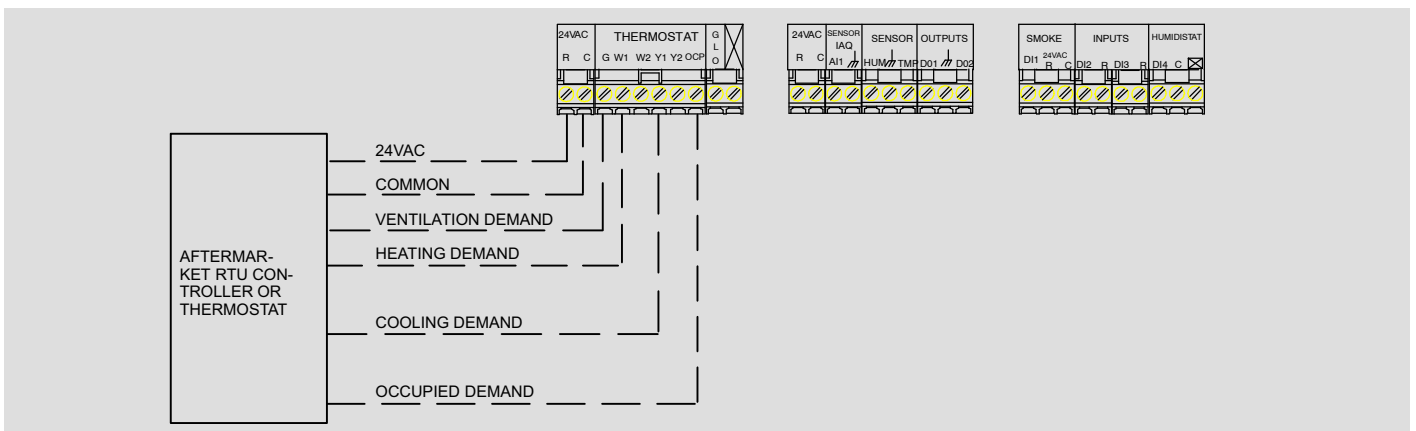 24VAC THERMOSTAT G L O
R C G W1 W2 Y1 Y2 OCP
24VAC SENSOR IAQ SENSOR OUTPUTS
R C AI1 HUM TMP D01 D02
SMOKE INPUTS HUMIDISTAT
DI1 24VAC R C DI2 R DI3 R DI4 C
24VAC
COMMON
VENTILATION DEMAND
HEATING DEMAND
COOLING DEMAND
OCCUPIED DEMAND
AFTERMAR-
KET RTU CON-
TROLLER OR
THERMOSTAT